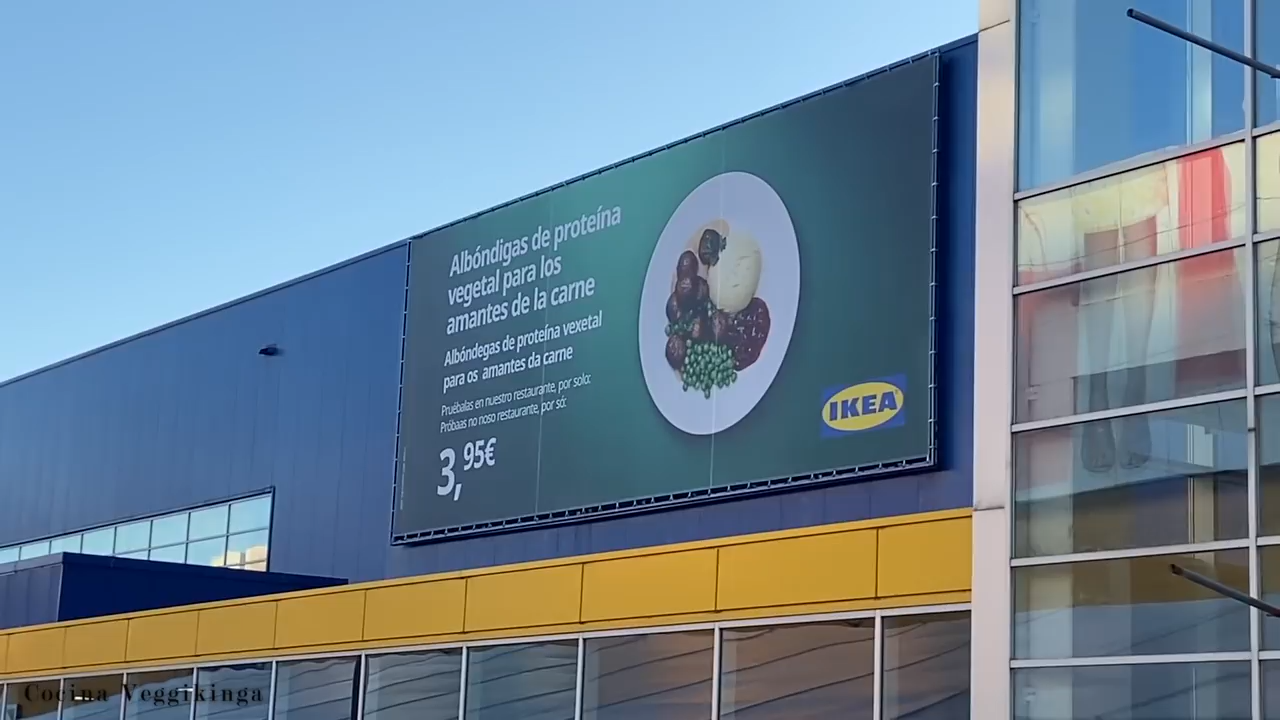 Albóndigas de proteína
vegetal para los
amantes de la carne
Albóndegas de proteína vexetal
para os amantes da carne
Pruébalas en nuestro restaurante, por solo:
Próbaas no noso restaurante, por só:
3,95€
IKEA
Cocina Veggikinga